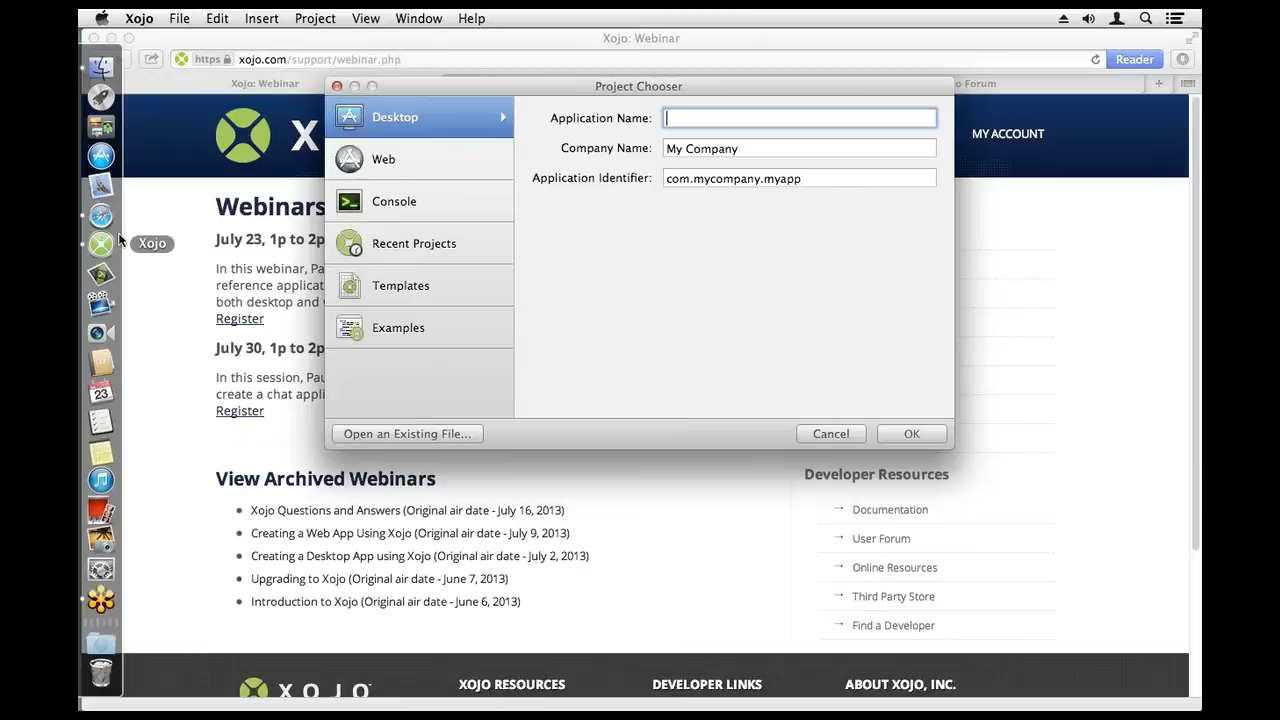 Xojo File Edit Insert Project View Window Help
Xojo: Webinar
https xojo.com/support/webinar.php
Reader
Xojo: Webinar
o Forum
Project Chooser
Desktop
Web
Console
Recent Projects
Templates
Examples
Application Name:
Company Name: My Company
Application Identifier: com.mycompany.myapp
Open an Existing File...
Cancel
OK
X
MY ACCOUNT
Xojo
23
Webinars
July 23, 1p to 2p
In this webinar, Pa
reference applicat
both desktop and
Register
July 30, 1p to 2p
In this session, Pau
create a chat appli
Register
View Archived Webinars
Xojo Questions and Answers (Original air date - July 16, 2013)
Creating a Web App Using Xojo (Original air date - July 9, 2013)
Creating a Desktop App using Xojo (Original air date - July 2, 2013)
Upgrading to Xojo (Original air date - June 7, 2013)
Introduction to Xojo (Original air date - June 6, 2013)
Developer Resources
Documentation
User Forum
Online Resources
Third Party Store
Find a Developer
XOJO
XOJO RESOURCES
DEVELOPER LINKS
ABOUT XOJO, INC.